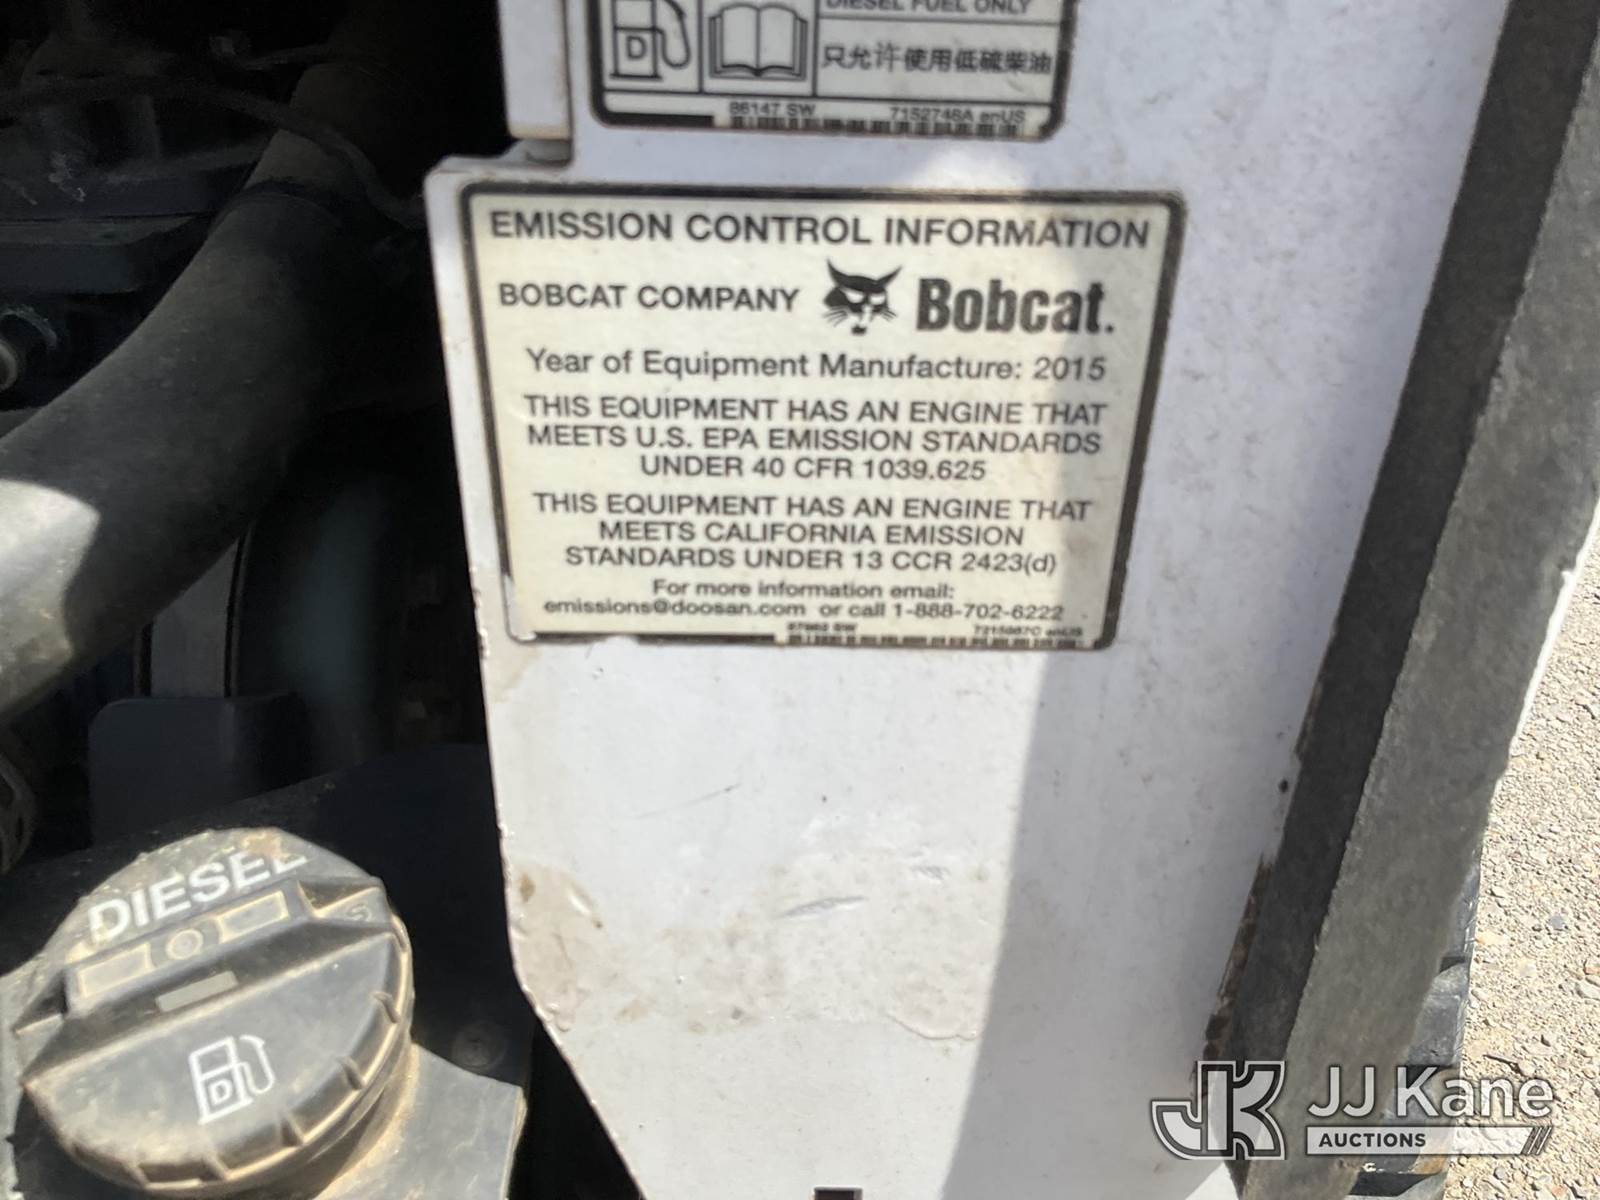 DIESEL FUEL ONLY
D
只允许使用低硫柴油
86147 SW 7152748A enUS
EMISSION CONTROL INFORMATION
BOBCAT COMPANY Bobcat.
Year of Equipment Manufacture: 2015
THIS EQUIPMENT HAS AN ENGINE THAT
MEETS U.S. EPA EMISSION STANDARDS
UNDER 40 CFR 1039.625
THIS EQUIPMENT HAS AN ENGINE THAT
MEETS CALIFORNIA EMISSION
STANDARDS UNDER 13 CCR 2423(d)
For more information email:
emissions@doosan.com or call 1-888-702-6222
enUS
DIESEL
D
JK JJ Kane
AUCTIONS